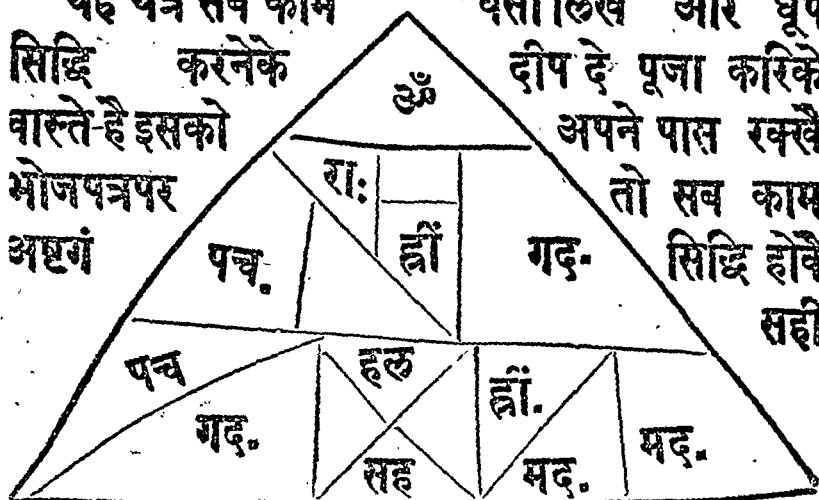 यह यंत्र सब काम
सिद्धि करनेके
वास्ते है इसको
भोजपत्रपर
अष्टगं
धसौं लिखै और धूप
दीप दे पूजा करिके
अपने पास रक्खै
तो सब काम
सिद्धि होवै
सही
ॐ
राः
ह्रीं
पच.
गद.
पच
गद.
हल
सह
ह्रीं.
मद.
मद.